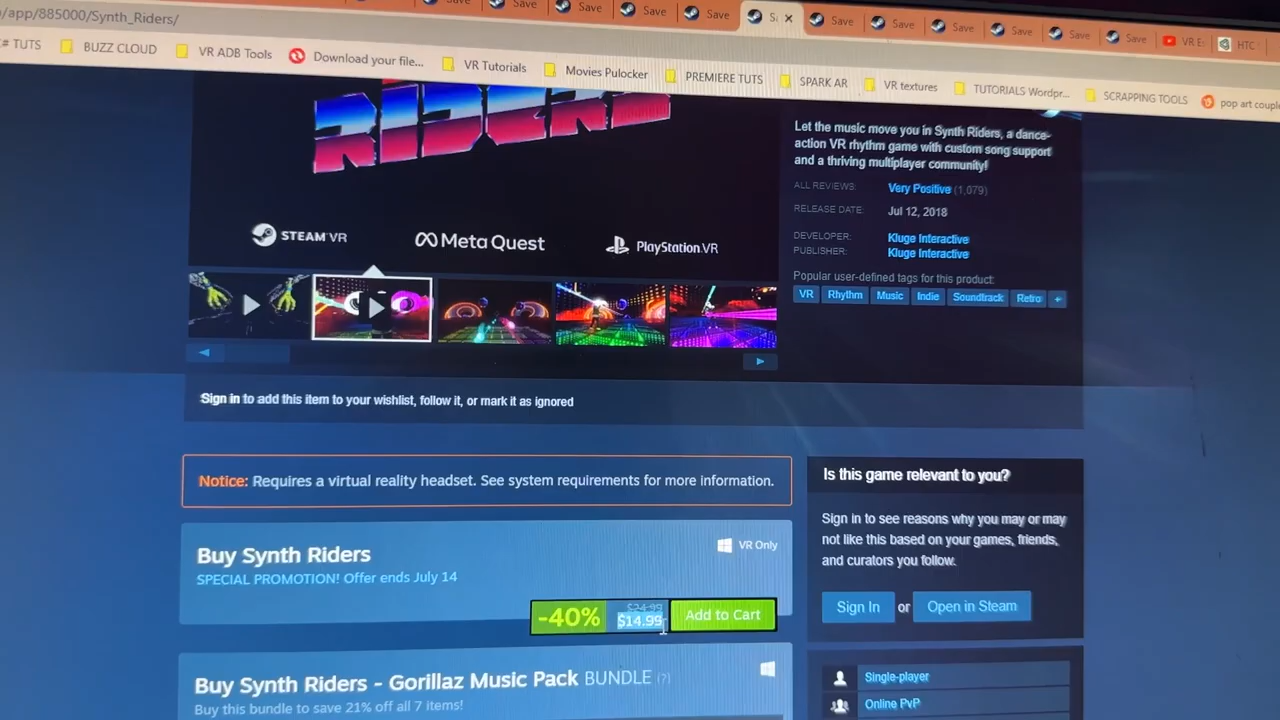 /app/885000/Synth_Riders/
Save
Save
Save
Save
S
Save
Save
Save
Save
Save
Save
VR E
HTC
# TUTS
BUZZ CLOUD
VR ADB Tools
Download your file...
VR Tutorials
Movies Pulocker
PREMIERE TUTS
SPARK AR
VR textures
TUTORIALS Wordpr...
SCRAPPING TOOLS
pop art couple
RIDERS
STEAM VR
Meta Quest
PlayStation.VR
Let the music move you in Synth Riders, a dance-
action VR rhythm game with custom song support
and a thriving multiplayer community!
ALL REVIEWS: Very Positive (1,079)
RELEASE DATE: Jul 12, 2018
DEVELOPER: Kluge Interactive
PUBLISHER: Kluge Interactive
Popular user-defined tags for this product:
VR Rhythm Music Indie Soundtrack Retro +
Sign in to add this item to your wishlist, follow it, or mark it as ignored
Notice: Requires a virtual reality headset. See system requirements for more information.
Buy Synth Riders
VR Only
SPECIAL PROMOTION! Offer ends July 14
-40%
$24.99
$14.99
Add to Cart
Buy Synth Riders - Gorillaz Music Pack BUNDLE (?)
Buy this bundle to save 21% off all 7 items!
Is this game relevant to you?
Sign in to see reasons why you may or may
not like this based on your games, friends,
and curators you follow.
Sign In or Open in Steam
Single-player
Online PvP